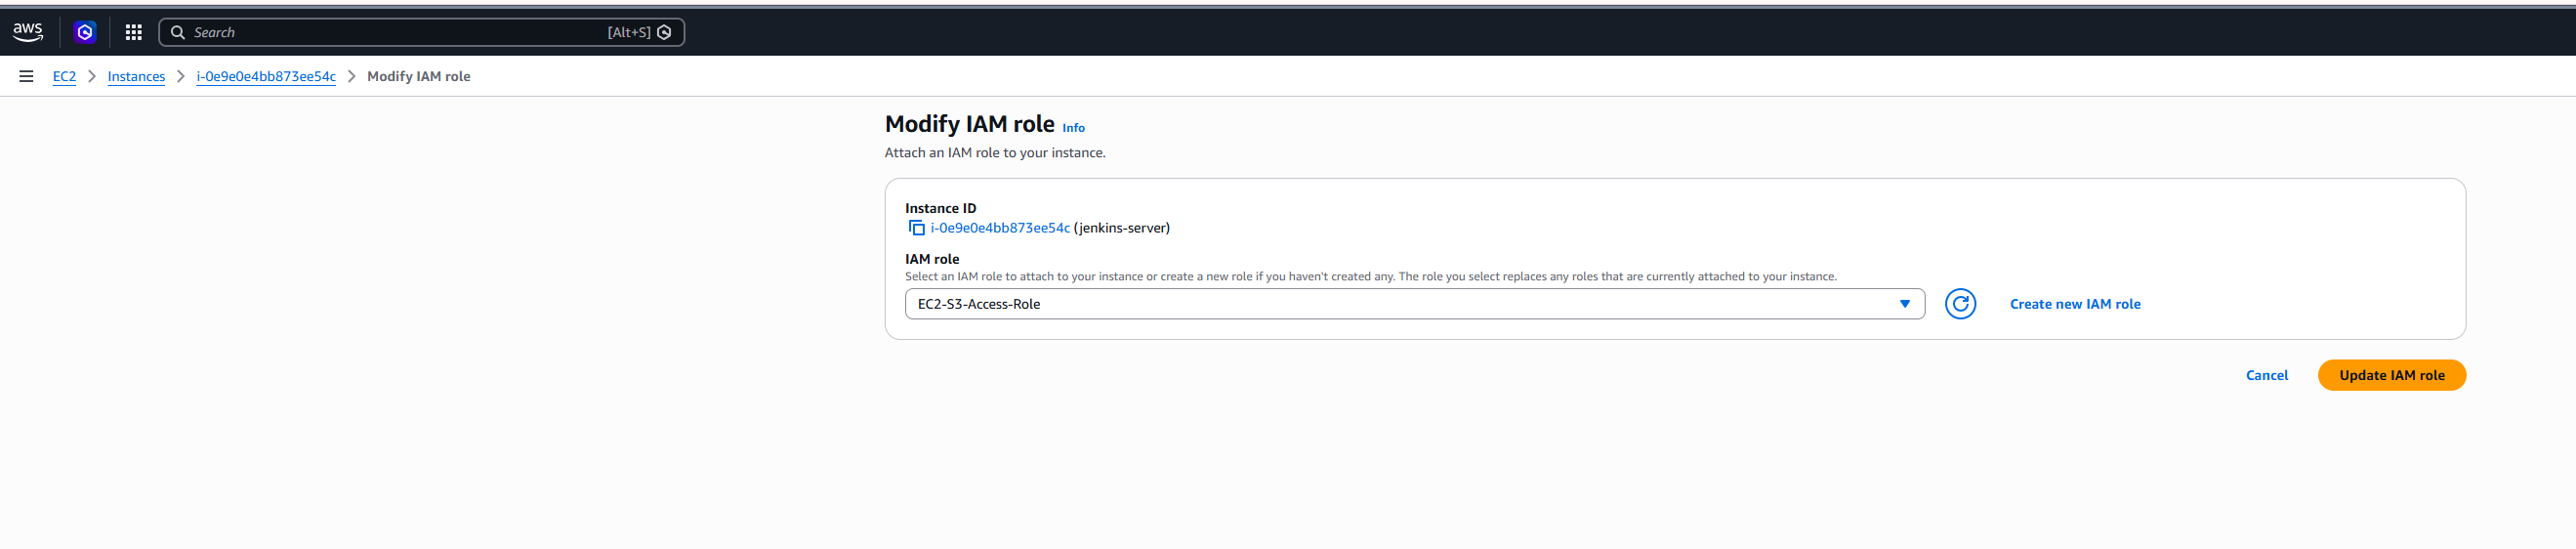 aws
Search [Alt+S]
EC2 > Instances > i-0e9e0e4bb873ee54c > Modify IAM role
Modify IAM role Info
Attach an IAM role to your instance.
Instance ID
i-0e9e0e4bb873ee54c (jenkins-server)
IAM role
Select an IAM role to attach to your instance or create a new role if you haven't created any. The role you select replaces any roles that are currently attached to your instance.
EC2-S3-Access-Role
Create new IAM role
Cancel Update IAM role